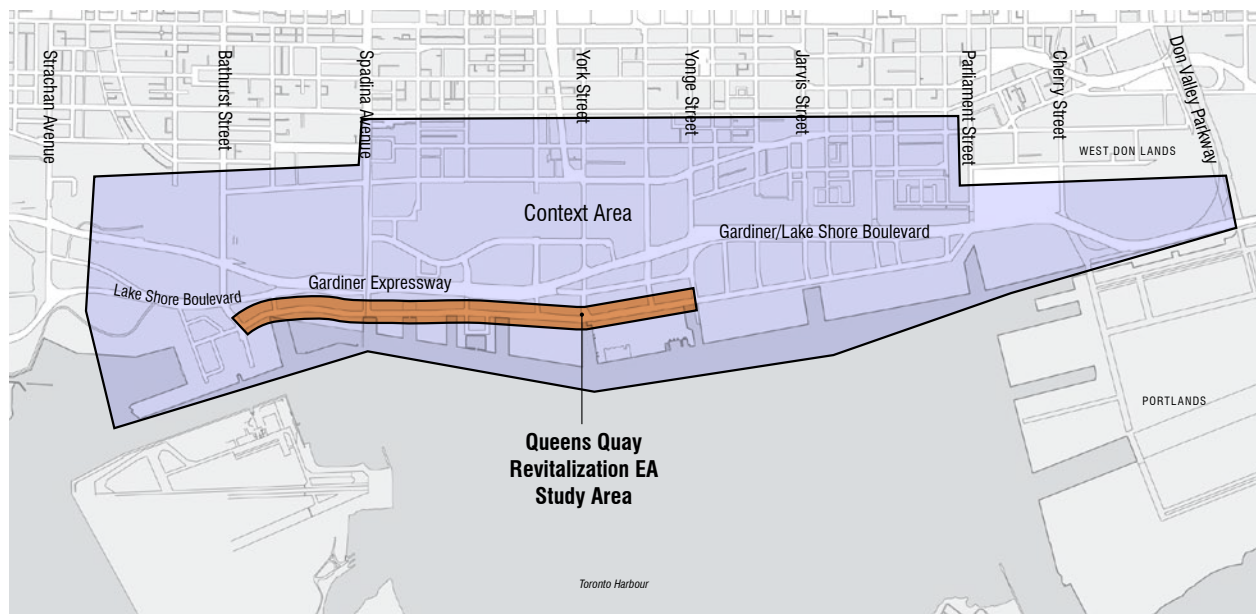 Strachan Avenue
Bathurst Street
Spadina Avenue
York Street
Yonge Street
Jarvis Street
Parliament Street
Cherry Street
Don Valley Parkway
WEST DON LANDS
Context Area
Gardiner/Lake Shore Boulevard
Gardiner Expressway
Lake Shore Boulevard
PORTLANDS
Queens Quay
Revitalization EA
Study Area
Toronto Harbour